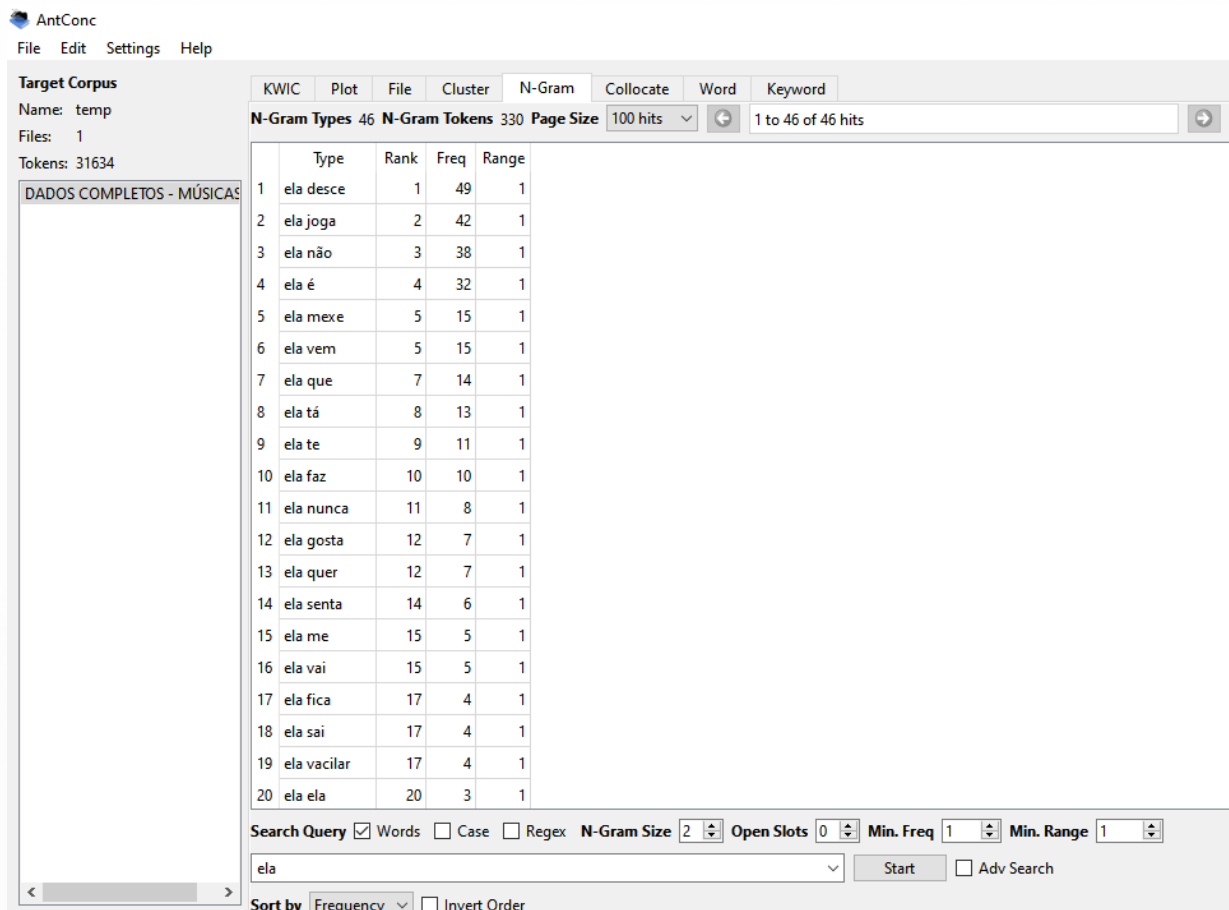 AntConc
File Edit Settings Help
Target Corpus
Name: temp
Files: 1
Tokens: 31634
DADOS COMPLETOS - MÚSICAS
KWIC Plot File Cluster N-Gram Collocate Word Keyword
N-Gram Types 46 N-Gram Tokens 330 Page Size 100 hits 1 to 46 of 46 hits
Type Rank Freq Range
1 ela desce 1 49 1
2 ela joga 2 42 1
3 ela não 3 38 1
4 ela é 4 32 1
5 ela mexe 5 15 1
6 ela vem 5 15 1
7 ela que 7 14 1
8 ela tá 8 13 1
9 ela te 9 11 1
10 ela faz 10 10 1
11 ela nunca 11 8 1
12 ela gosta 12 7 1
13 ela quer 12 7 1
14 ela senta 14 6 1
15 ela me 15 5 1
16 ela vai 15 5 1
17 ela fica 17 4 1
18 ela sai 17 4 1
19 ela vacilar 17 4 1
20 ela ela 20 3 1
Search Query Words Case Regex N-Gram Size 2 Open Slots 0 Min. Freq 1 Min. Range 1
ela Start Adv Search
Sort by Frequency Invert Order